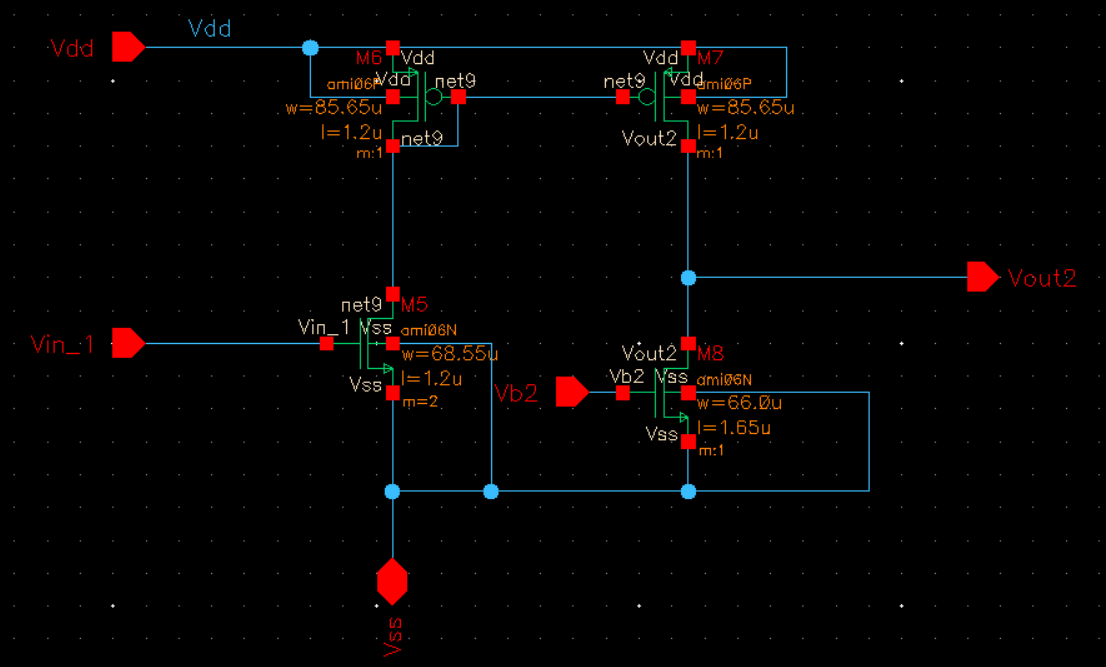 Vdd
Vdd
M6
Vdd
Vdd
ami06P
net9
w=85.65u
l=1.2u
net9
m:1
Vdd
M7
net9
Vdd
ami06P
w=85.65u
Vout2
l=1.2u
m:1
Vout2
net9
M5
Vin_1
Vin_1
Vss
ami06N
w=68.55u
Vss
l=1.2u
m=2
Vout2
M8
Vb2
Vb2
Vss
ami06N
w=66.0u
Vss
l=1.65u
m:1
Vss